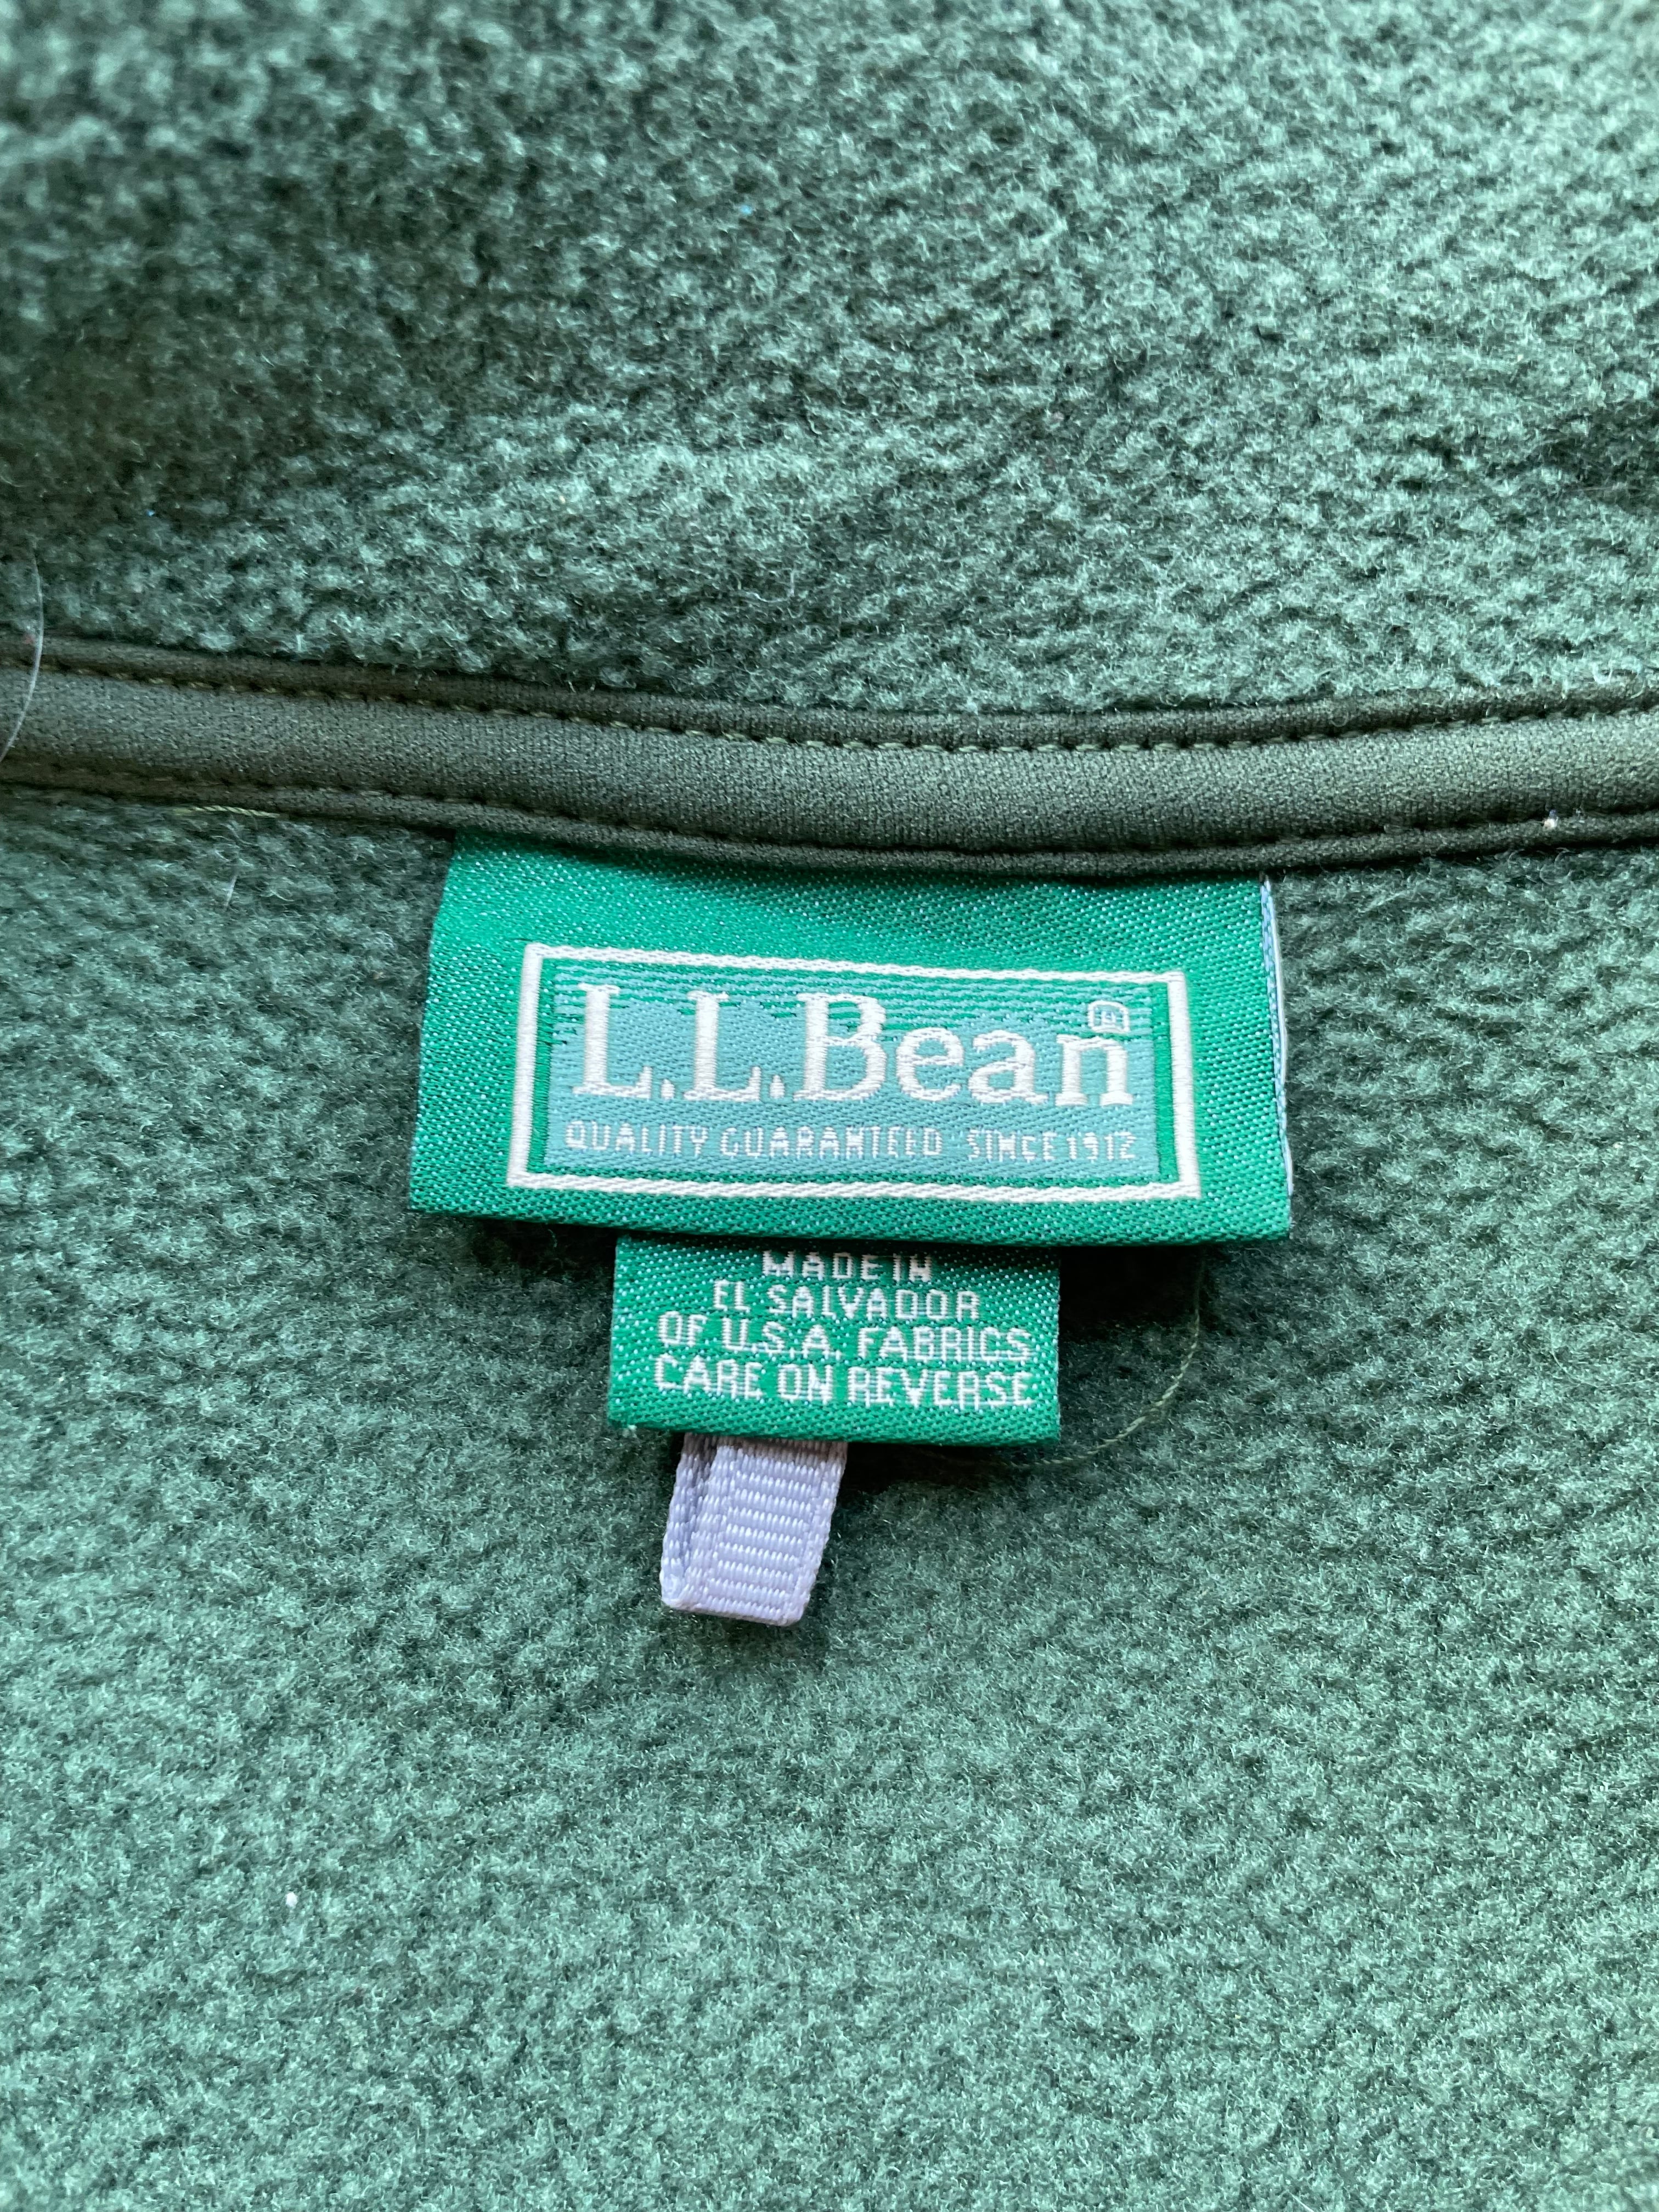 L.L.Bean®
QUALITY GUARANTEED SINCE 1912
MADE IN
EL SALVADOR
OF U.S.A. FABRICS
CARE ON REVERSE